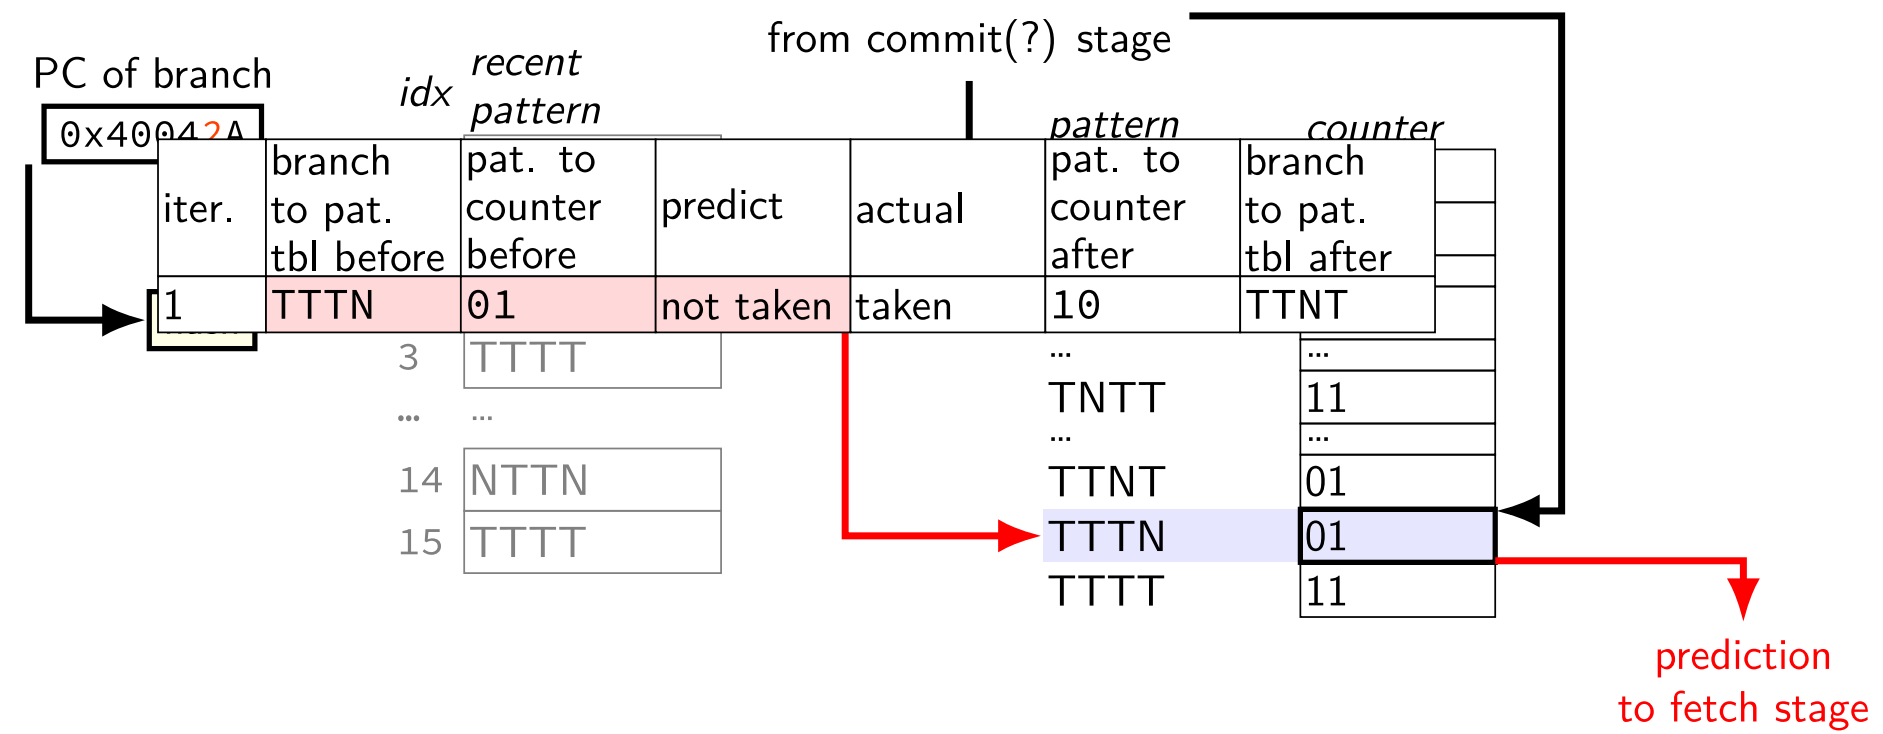 from commit(?) stage
PC of branch
idx
recent
pattern
0x40042A
pattern
counter
iter.
branch
to pat.
tbl before
pat. to
counter
before
predict
actual
pat. to
counter
after
branch
to pat.
tbl after
1
TTTN
01
not taken
taken
10
TTNT
3
TTTT
...
...
14
NTTN
15
TTTT
...
...
TNTT
11
...
...
TTNT
01
TTTN
01
TTTT
11
prediction
to fetch stage